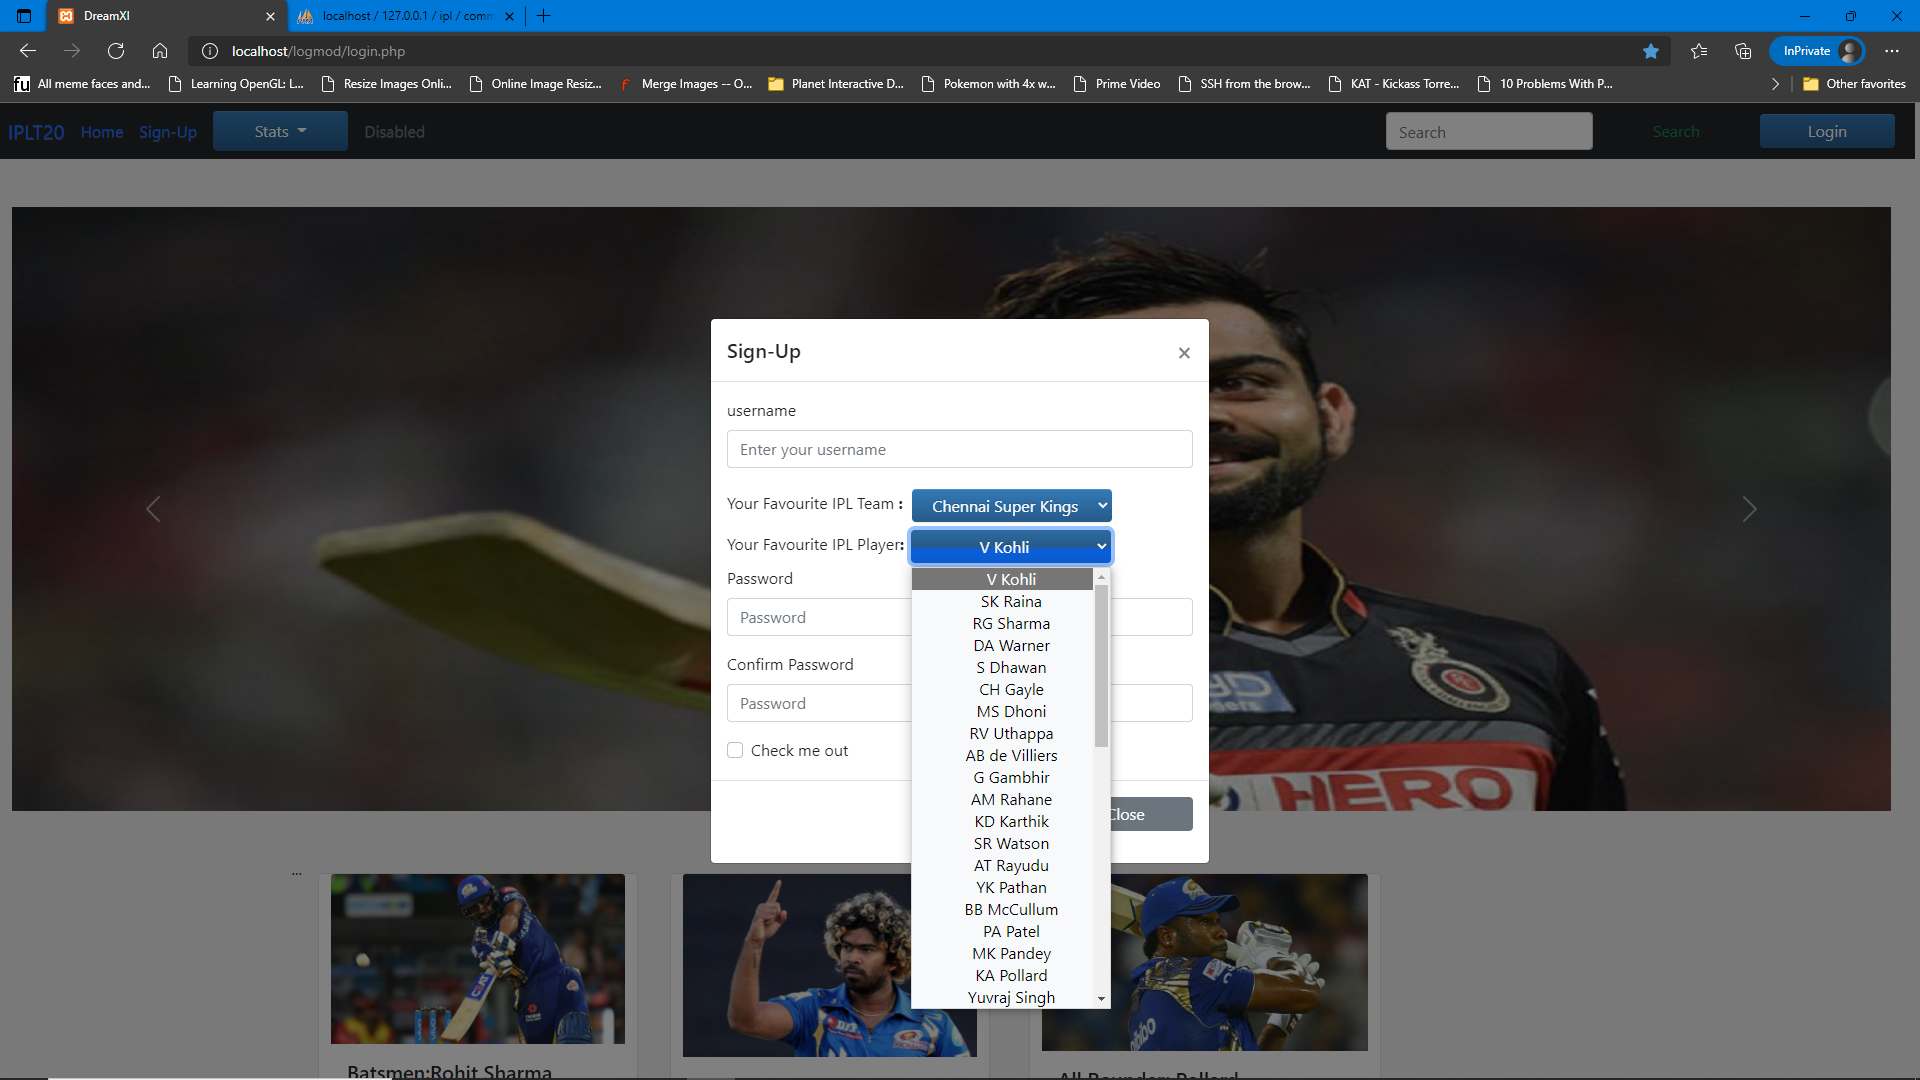 DreamXI
localhost / 127.0.0.1 / ipl / comm
localhost/logmod/login.php
InPrivate
All meme faces and...
Learning OpenGL: L...
Resize Images Onli...
Online Image Resiz...
Merge Images -- O...
Planet Interactive D...
Pokemon with 4x w...
Prime Video
SSH from the brow...
KAT - Kickass Torre...
10 Problems With P...
Other favorites
IPLT20
Home
Sign-Up
Stats
Disabled
Search
Search
Login
Sign-Up
×
username
Enter your username
Your Favourite IPL Team :
Chennai Super Kings
Your Favourite IPL Player:
V Kohli
Password
Password
Confirm Password
Password
Check me out
Close
V Kohli
SK Raina
RG Sharma
DA Warner
S Dhawan
CH Gayle
MS Dhoni
RV Uthappa
AB de Villiers
G Gambhir
AM Rahane
KD Karthik
SR Watson
AT Rayudu
YK Pathan
BB McCullum
PA Patel
MK Pandey
KA Pollard
Yuvraj Singh
HERO
...
Batsmen:Rohit Sharma
All Rounder: Pollard